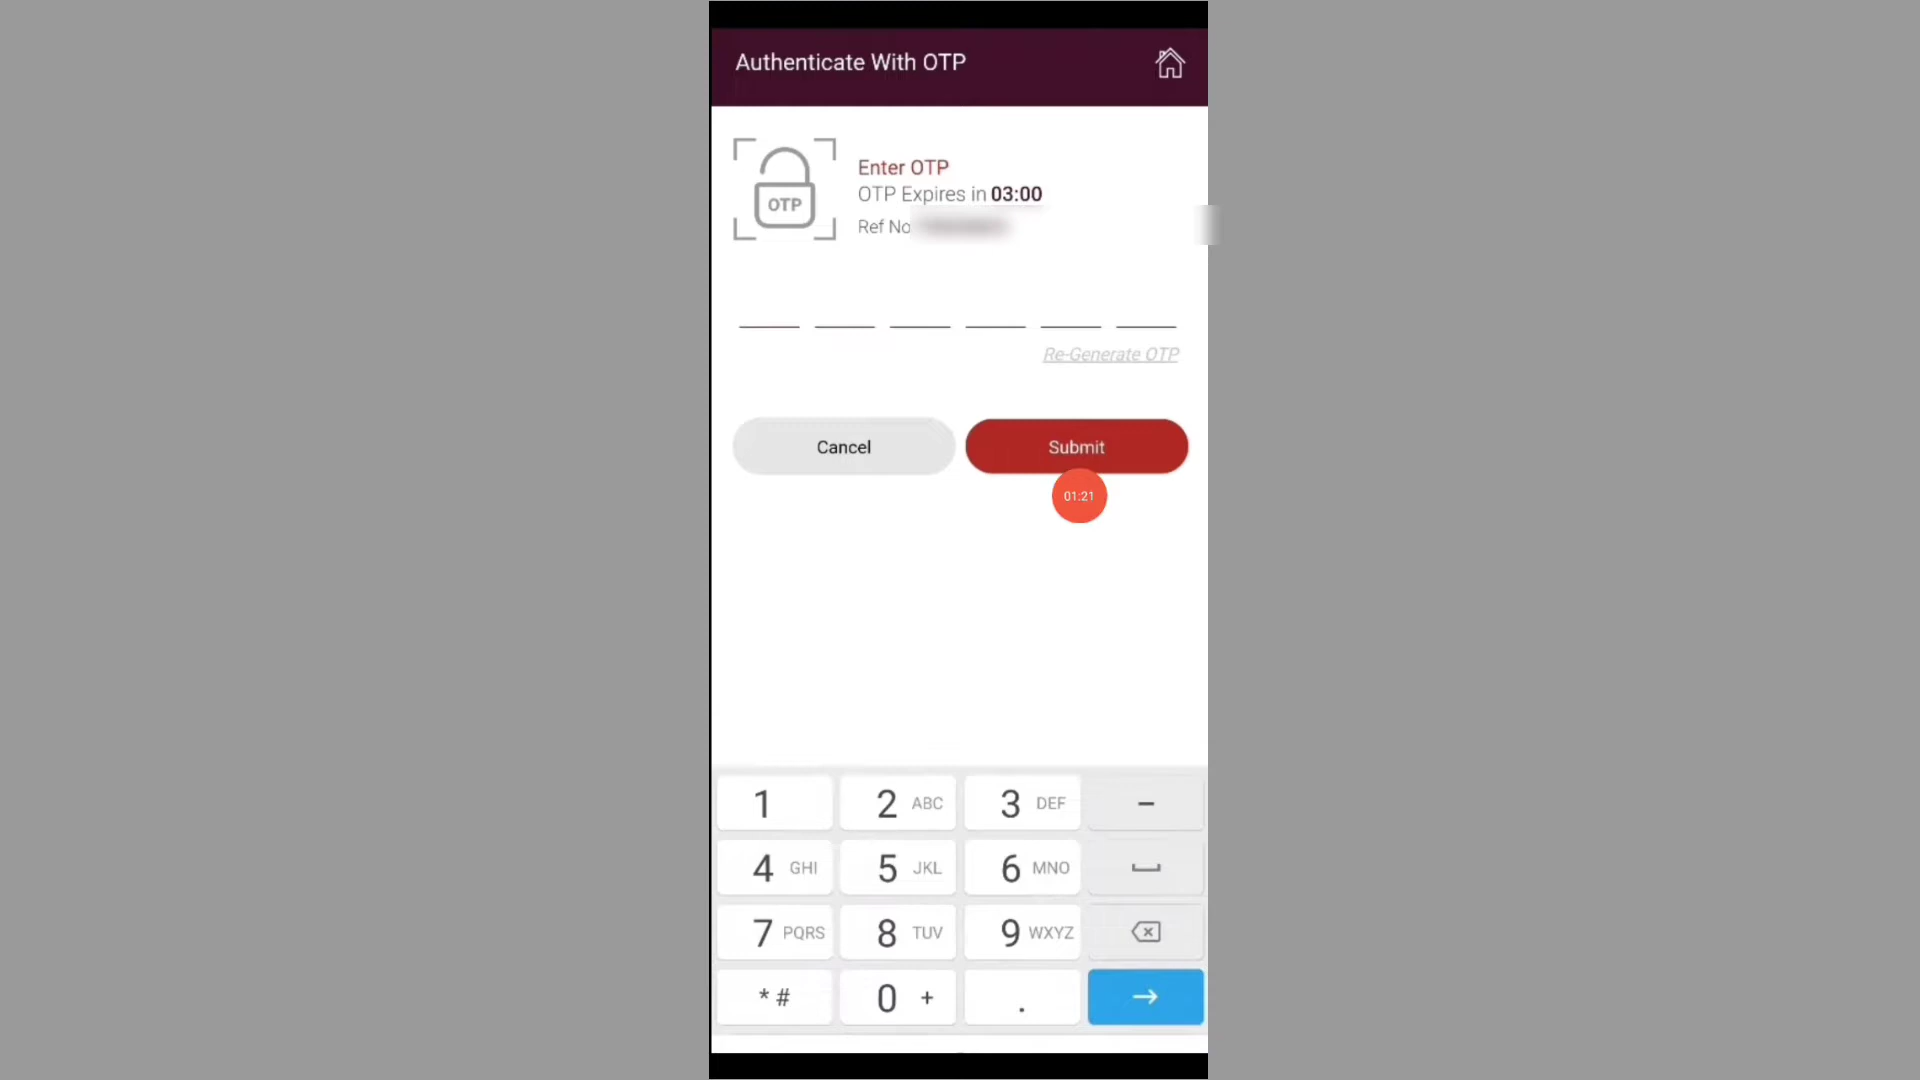 Authenticate With OTP
OTP
Enter OTP
OTP Expires in 03:00
Ref No
Re-Generate OTP
Cancel
Submit
01:21
1
2 ABC
3 DEF
-
4 GHI
5 JKL
6 MNO
7 PQRS
8 TUV
9 WXYZ
* #
0 +
.